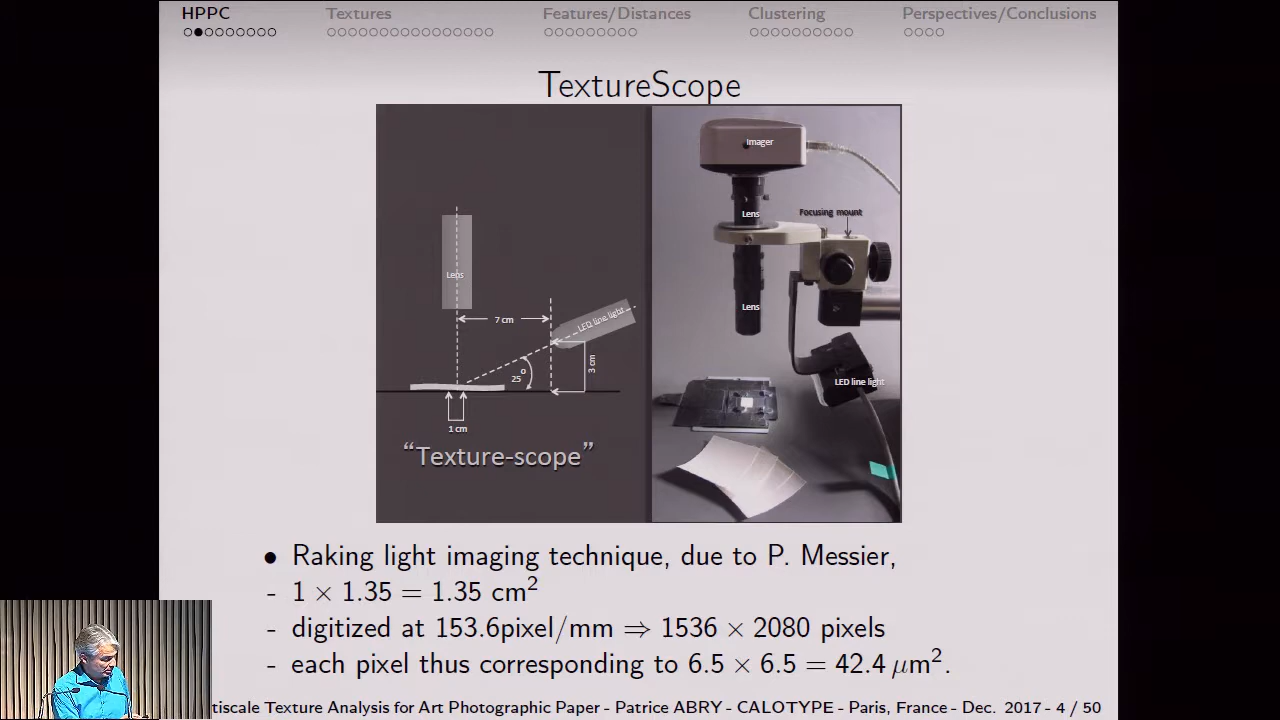 HPPC Textures Features/Distances Clustering Perspectives/Conclusions
TextureScope
Lens
7 cm
LED line light
25°
3 cm
1 cm
“Texture-scope”
Imager
Lens
Focusing mount
Lens
LED line light
• Raking light imaging technique, due to P. Messier,
- 1 × 1.35 = 1.35 cm²
- digitized at 153.6pixel/mm ⇒ 1536 × 2080 pixels
- each pixel thus corresponding to 6.5 × 6.5 = 42.4 μm².
tiscale Texture Analysis for Art Photographic Paper - Patrice ABRY - CALOTYPE - Paris, France - Dec. 2017 - 4 / 50